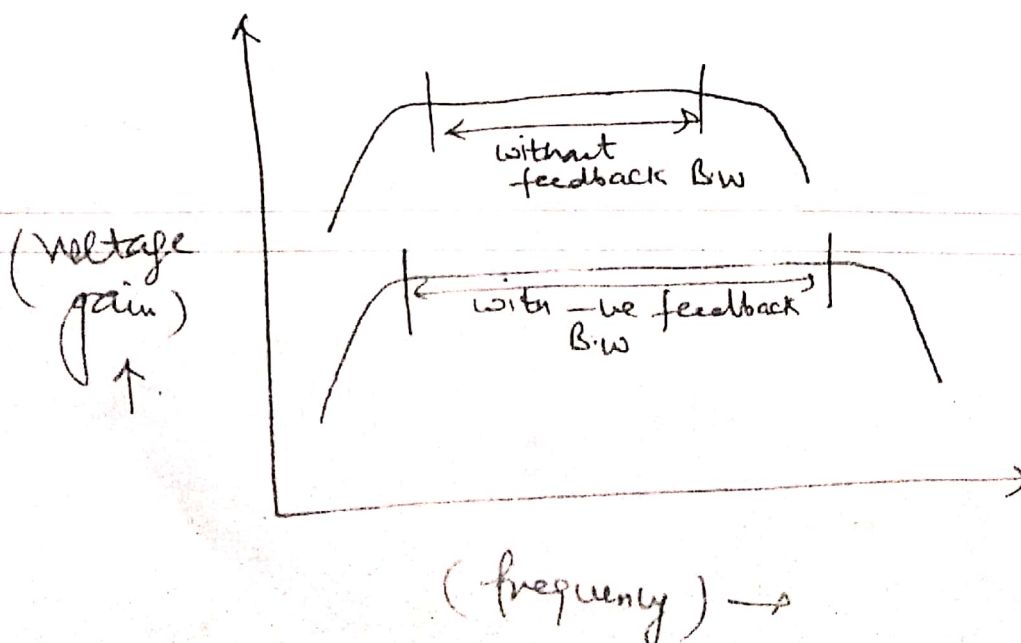 without
feedback B.W
(voltage
gain)
with -ve feedback
B.W
(frequency)